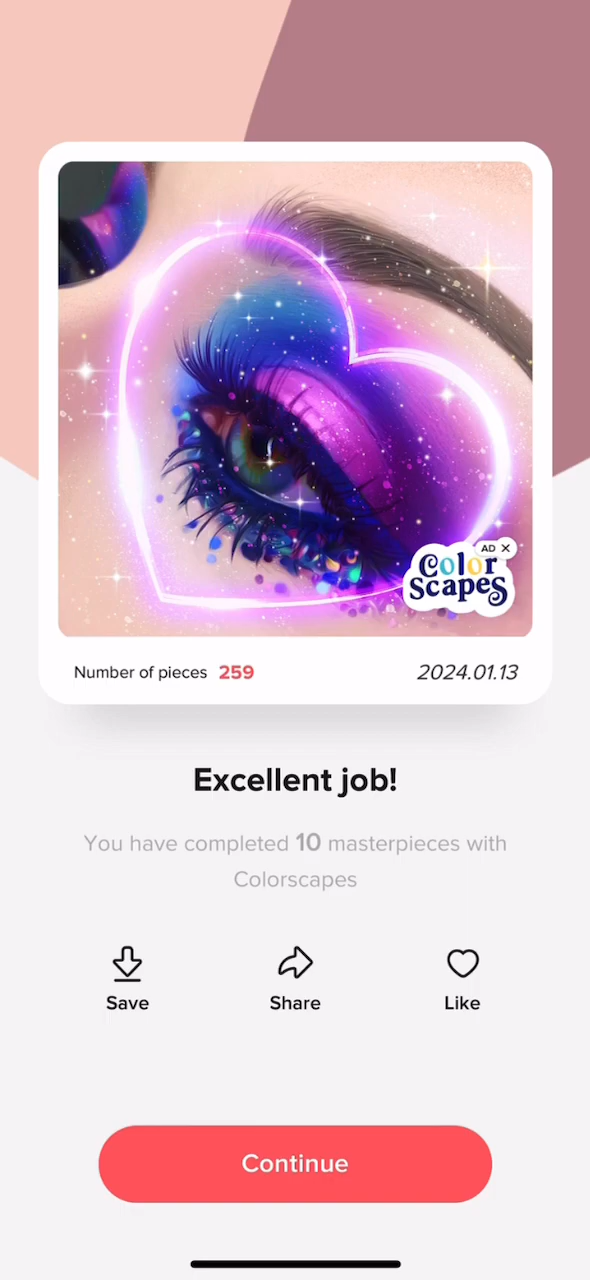 AD X
Color
Scapes
Number of pieces 259
2024.01.13
Excellent job!
You have completed 10 masterpieces with
Colorscapes
Save
Share
Like
Continue